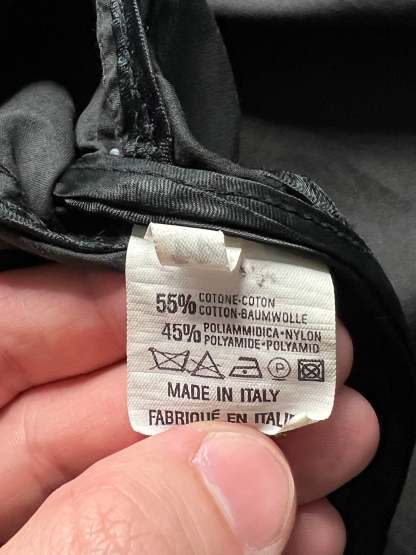 55% COTONE-COTON
COTTON-BAUMWOLLE
45% POLIAMMIDICA-NYLON
POLYAMIDE-POLYAMID
P
MADE IN ITALY
FABRIQUÉ EN ITALIE